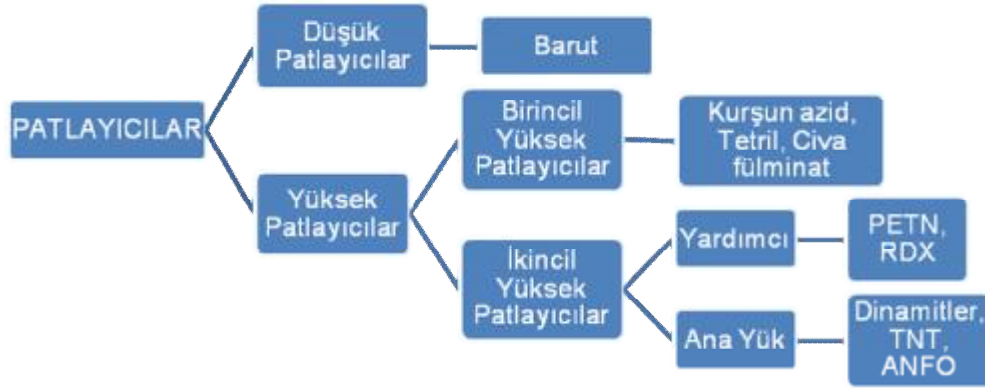 PATLAYICILAR
Düşük
Patlayıcılar
Barut
Yüksek
Patlayıcılar
Birincil
Yüksek
Patlayıcılar
Kurşun azid,
Tetril, Civa
fülminat
İkincil
Yüksek
Patlayıcılar
Yardımcı
PETN,
RDX
Ana Yük
Dinamitler,
TNT,
ANFO